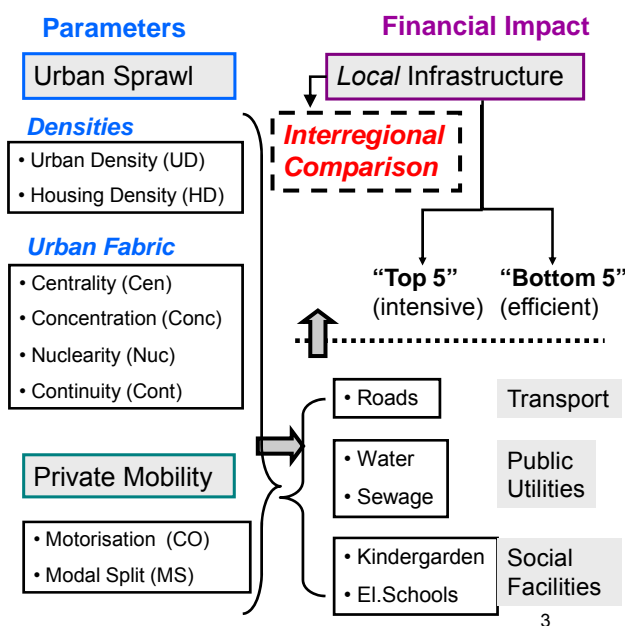 Parameters
Urban Sprawl
Densities
• Urban Density (UD)
• Housing Density (HD)
Urban Fabric
• Centrality (Cen)
• Concentration (Conc)
• Nuclearity (Nuc)
• Continuity (Cont)
Private Mobility
• Motorisation (CO)
• Modal Split (MS)
Financial Impact
Local Infrastructure
Interregional
Comparison
“Top 5”
(intensive)
“Bottom 5”
(efficient)
• Roads
Transport
• Water
• Sewage
Public
Utilities
• Kindergarden
• El.Schools
Social
Facilities
3